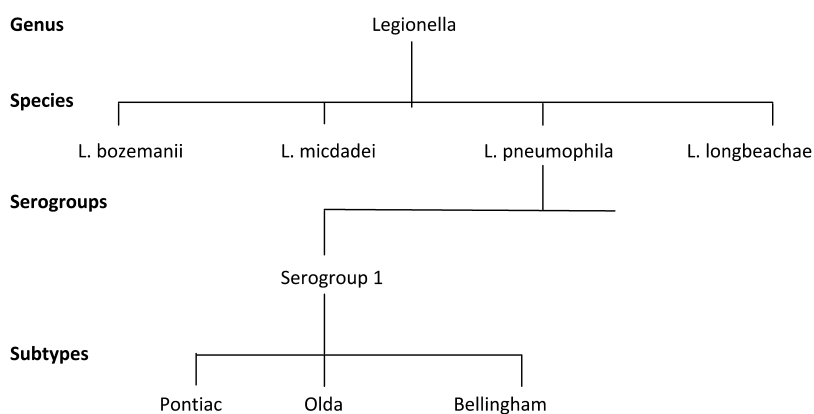 Genus Legionella
Species
L. bozemanii L. micdadei L. pneumophila L. longbeachae
Serogroups
Serogroup 1
Subtypes
Pontiac Olda Bellingham